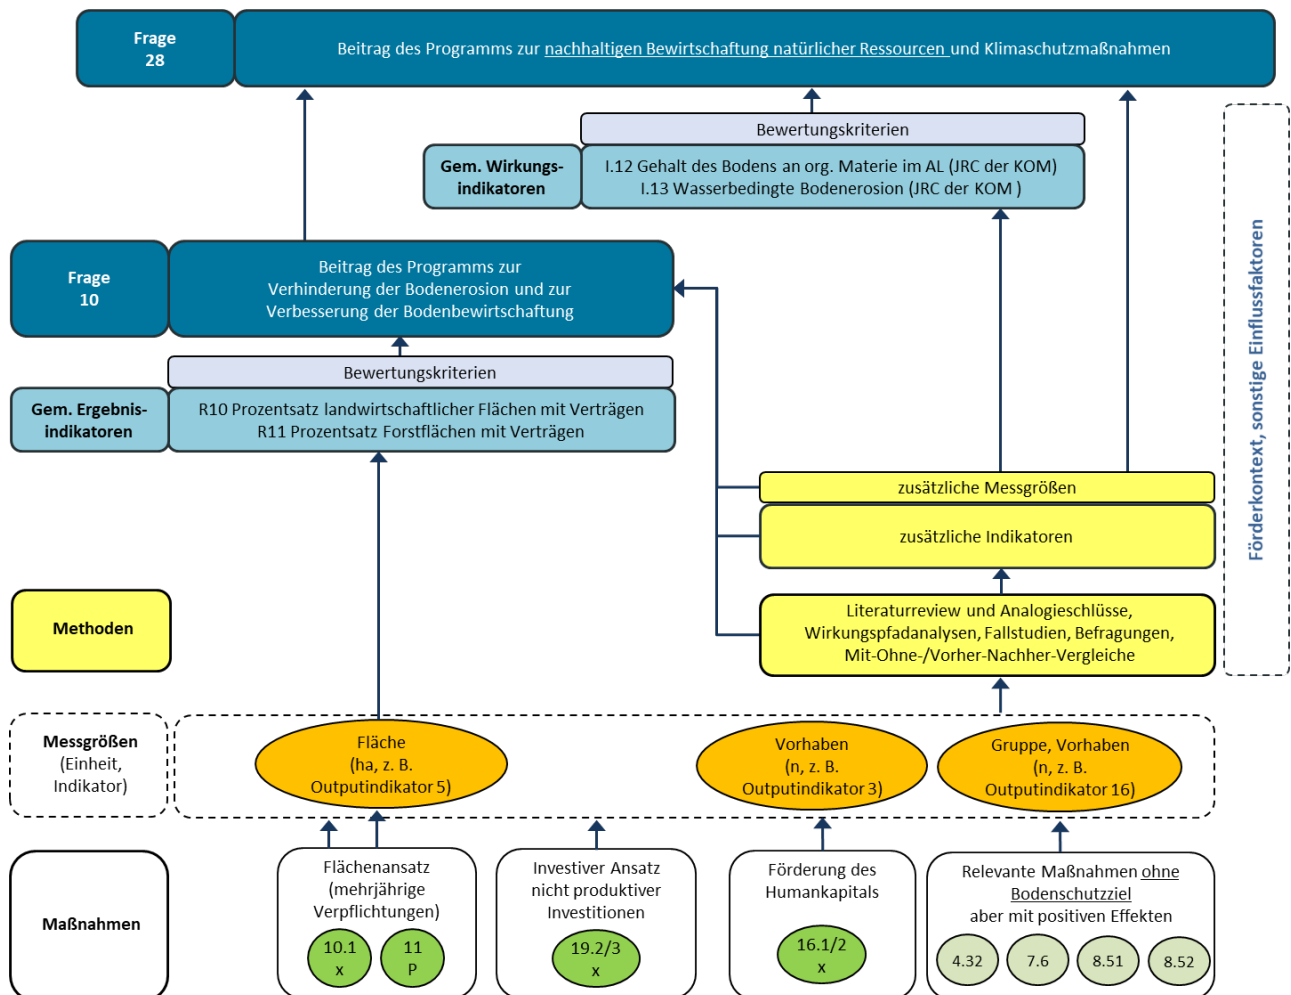 Frage
28
Beitrag des Programms zur nachhaltigen Bewirtschaftung natürlicher Ressourcen und Klimaschutzmaßnahmen
Bewertungskriterien
Gem. Wirkungs-
indikatoren
I.12 Gehalt des Bodens an org. Materie im AL (JRC der KOM)
I.13 Wasserbedingte Bodenerosion (JRC der KOM )
Frage
10
Beitrag des Programms zur
Verhinderung der Bodenerosion und zur
Verbesserung der Bodenbewirtschaftung
Bewertungskriterien
Gem. Ergebnis-
indikatoren
R10 Prozentsatz landwirtschaftlicher Flächen mit Verträgen
R11 Prozentsatz Forstflächen mit Verträgen
Förderkontext, sonstige Einflussfaktoren
zusätzliche Messgrößen
zusätzliche Indikatoren
Methoden
Literaturreview und Analogieschlüsse,
Wirkungspfadanalysen, Fallstudien, Befragungen,
Mit-Ohne-/Vorher-Nachher-Vergleiche
Messgrößen
(Einheit,
Indikator)
Fläche
(ha, z. B.
Outputindikator 5)
Vorhaben
(n, z. B.
Outputindikator 3)
Gruppe, Vorhaben
(n, z. B.
Outputindikator 16)
Maßnahmen
Flächenansatz
(mehrjährige
Verpflichtungen)
10.1
x
11
P
Investiver Ansatz
nicht produktiver
Investitionen
19.2/3
x
Förderung des
Humankapitals
16.1/2
x
Relevante Maßnahmen ohne
Bodenschutzziel
aber mit positiven Effekten
4.32
7.6
8.51
8.52